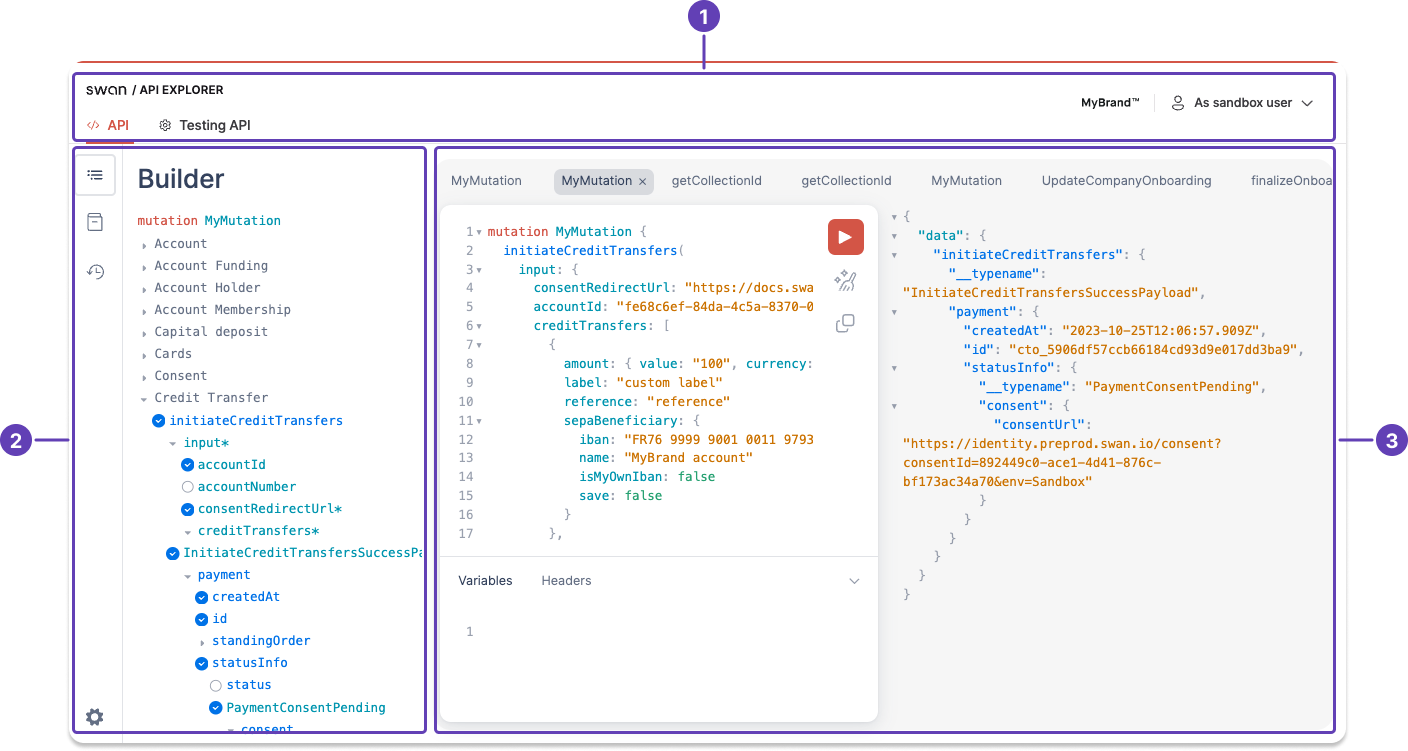 1
swan / API EXPLORER
MyBrand™
As sandbox user
API
Testing API
2
Builder
mutation MyMutation
Account
Account Funding
Account Holder
Account Membership
Capital deposit
Cards
Consent
Credit Transfer
initiateCreditTransfers
input*
accountId
accountNumber
consentRedirectUrl*
creditTransfers*
InitiateCreditTransfersSuccessPa
payment
createdAt
id
standingOrder
statusInfo
status
PaymentConsentPending
consent
3
MyMutation MyMutation × getCollectionId getCollectionId MyMutation UpdateCompanyOnboarding finalizeOnboa
1 mutation MyMutation {
2 initiateCreditTransfers(
3 input: {
4 consentRedirectUrl: "https://docs.swa
5 accountId: "fe68c6ef-84da-4c5a-8370-0
6 creditTransfers: [
7 {
8 amount: { value: "100", currency:
9 label: "custom label"
10 reference: "reference"
11 sepaBeneficiary: {
12 iban: "FR76 9999 9001 0011 9793
13 name: "MyBrand account"
14 isMyOwnIban: false
15 save: false
16 }
17 },
Variables Headers
1
{
"data": {
"initiateCreditTransfers": {
"__typename":
"InitiateCreditTransfersSuccessPayload",
"payment": {
"createdAt": "2023-10-25T12:06:57.909Z",
"id": "cto_5906df57ccb66184cd93d9e017dd3ba9",
"statusInfo": {
"__typename": "PaymentConsentPending",
"consent": {
"consentUrl":
"https://identity.preprod.swan.io/consent?
consentId=892449c0-ace1-4d41-876c-
bf173ac34a70&env=Sandbox"
}
}
}
}
}
}